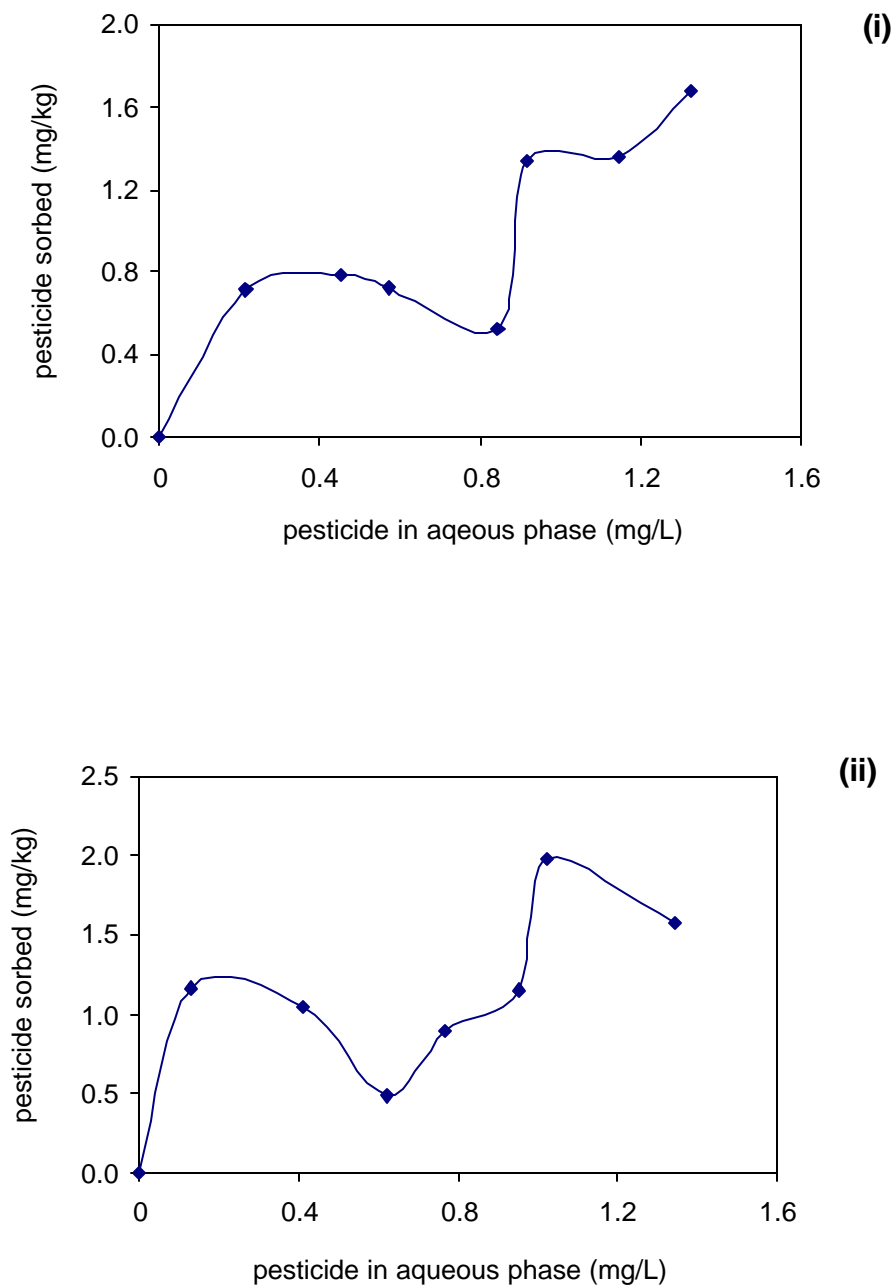 (i)
2.0
1.6
1.2
0.8
0.4
0.0
pesticide sorbed (mg/kg)
0 0.4 0.8 1.2 1.6
pesticide in aqeous phase (mg/L)
(ii)
2.5
2.0
1.5
1.0
0.5
0.0
pesticide sorbed (mg/kg)
0 0.4 0.8 1.2 1.6
pesticide in aqueous phase (mg/L)